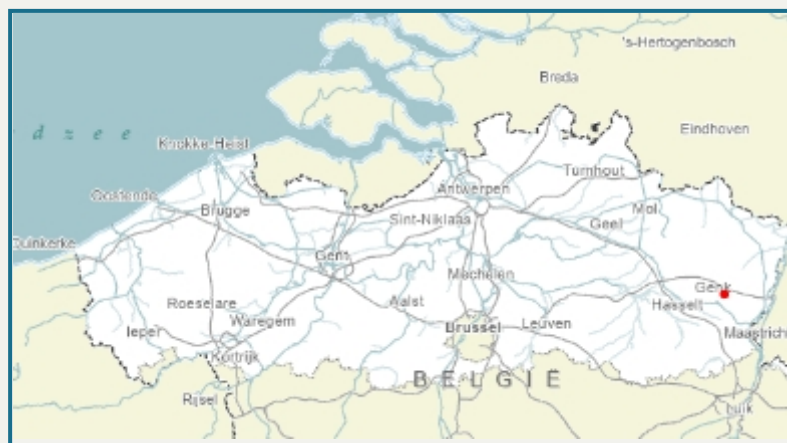 's-Hertogenbosch
Breda
d z e e
Eindhoven
Knokke-Heist
Turnhout
Antwerpen
Oostende
Mol
Brugge
Sint-Niklaas
Geel
Duinkerke
Gent
Mechelen
Genk
Roeselare
Aalst
Hasselt
Waregem
Ieper
Brussel
Leuven
Maastrich
Kortrijk
BELGIË
Rijsel
Luik